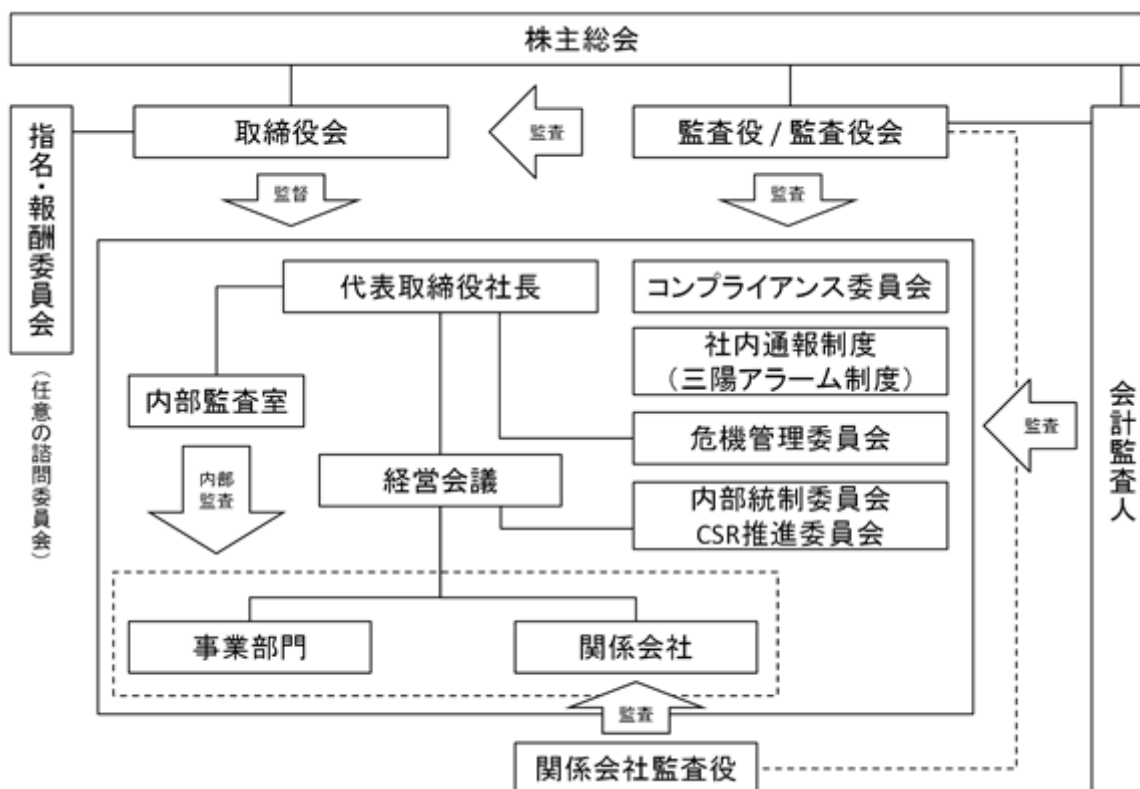 株主総会
指名・報酬委員会
(任意の諮問委員会)
取締役会
監査
監査役 / 監査役会
監督
監査
代表取締役社長
コンプライアンス委員会
社内通報制度
(三陽アラーム制度)
内部監査室
危機管理委員会
監査
会計監査人
内部
監査
経営会議
内部統制委員会
CSR推進委員会
事業部門
関係会社
監査
関係会社監査役